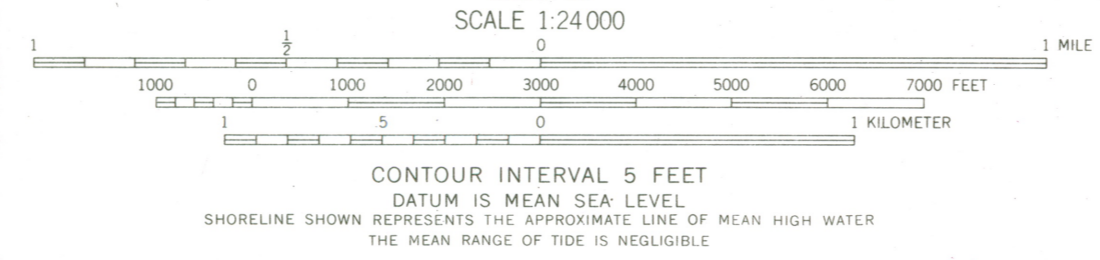 SCALE 1:24 000
1 1/2 0 1 MILE
1000 0 1000 2000 3000 4000 5000 6000 7000 FEET
1 .5 0 1 KILOMETER
CONTOUR INTERVAL 5 FEET
DATUM IS MEAN SEA LEVEL
SHORELINE SHOWN REPRESENTS THE APPROXIMATE LINE OF MEAN HIGH WATER
THE MEAN RANGE OF TIDE IS NEGLIGIBLE